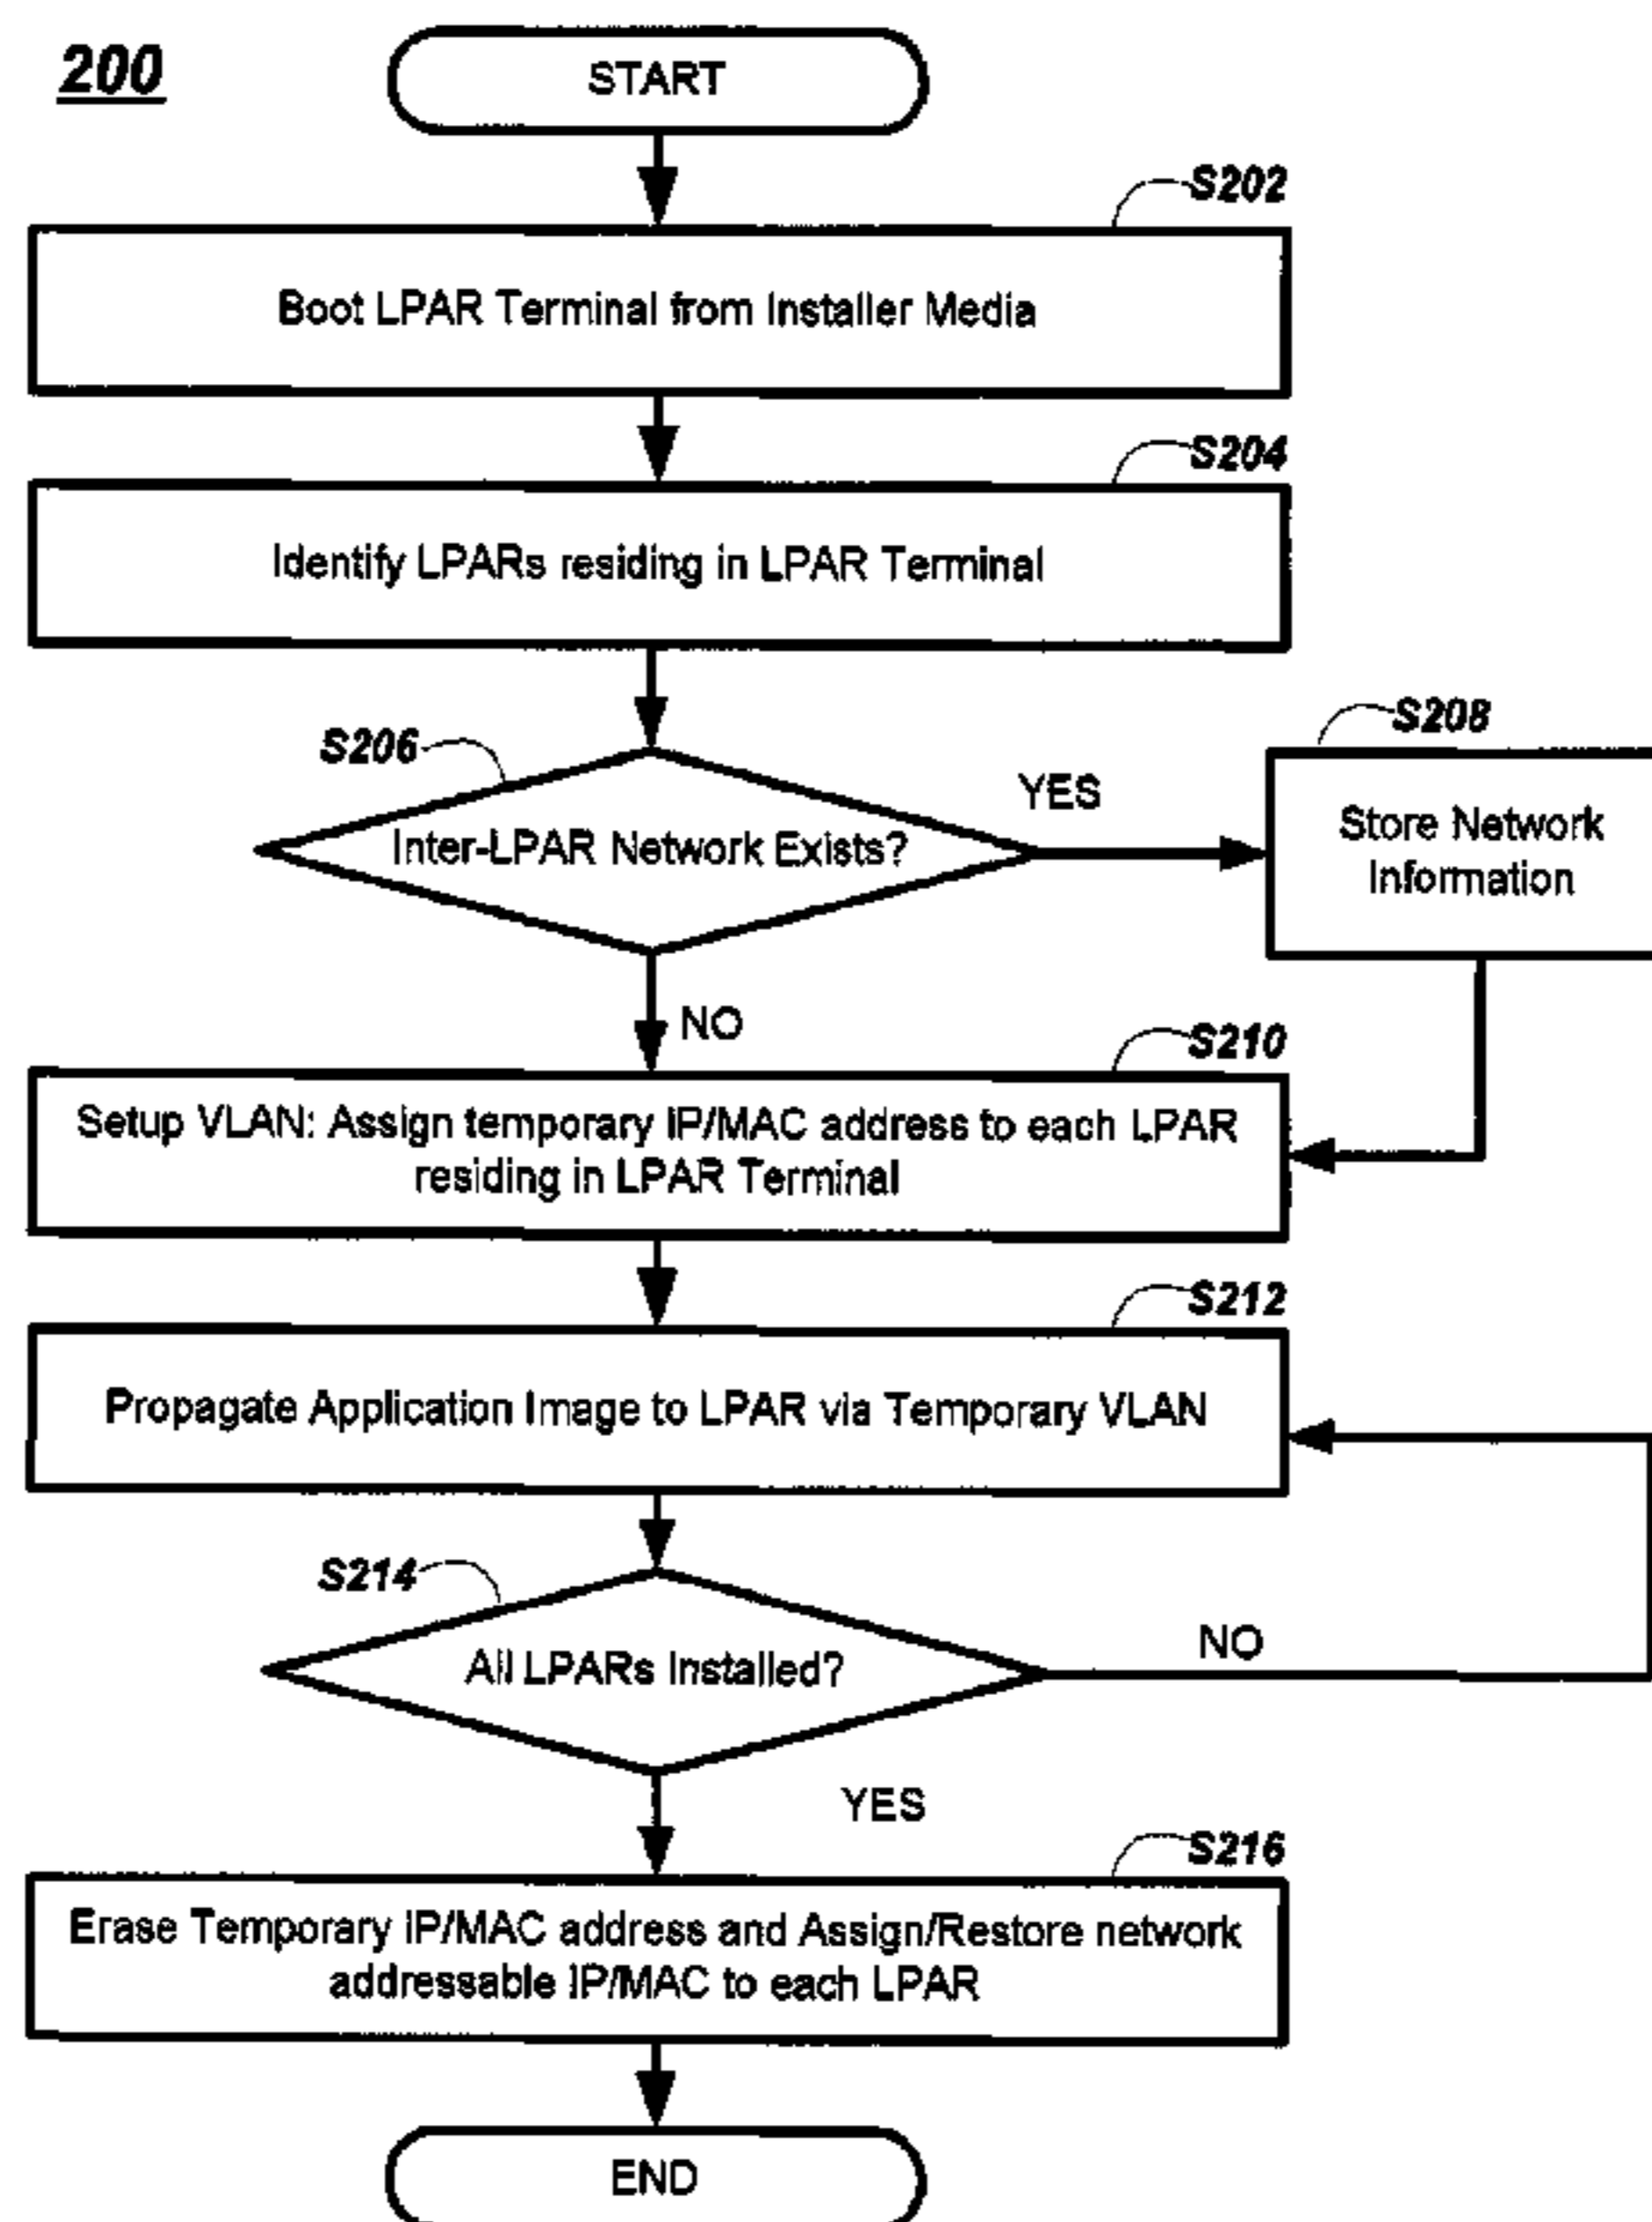 200
START
S202
Boot LPAR Terminal from Installer Media
S204
Identify LPARs residing in LPAR Terminal
S206
Inter-LPAR Network Exists?
YES
S208
Store Network
Information
NO
S210
Setup VLAN: Assign temporary IP/MAC address to each LPAR
residing in LPAR Terminal
S212
Propagate Application Image to LPAR via Temporary VLAN
S214
All LPARs Installed?
NO
YES
S216
Erase Temporary IP/MAC address and Assign/Restore network
addressable IP/MAC to each LPAR
END